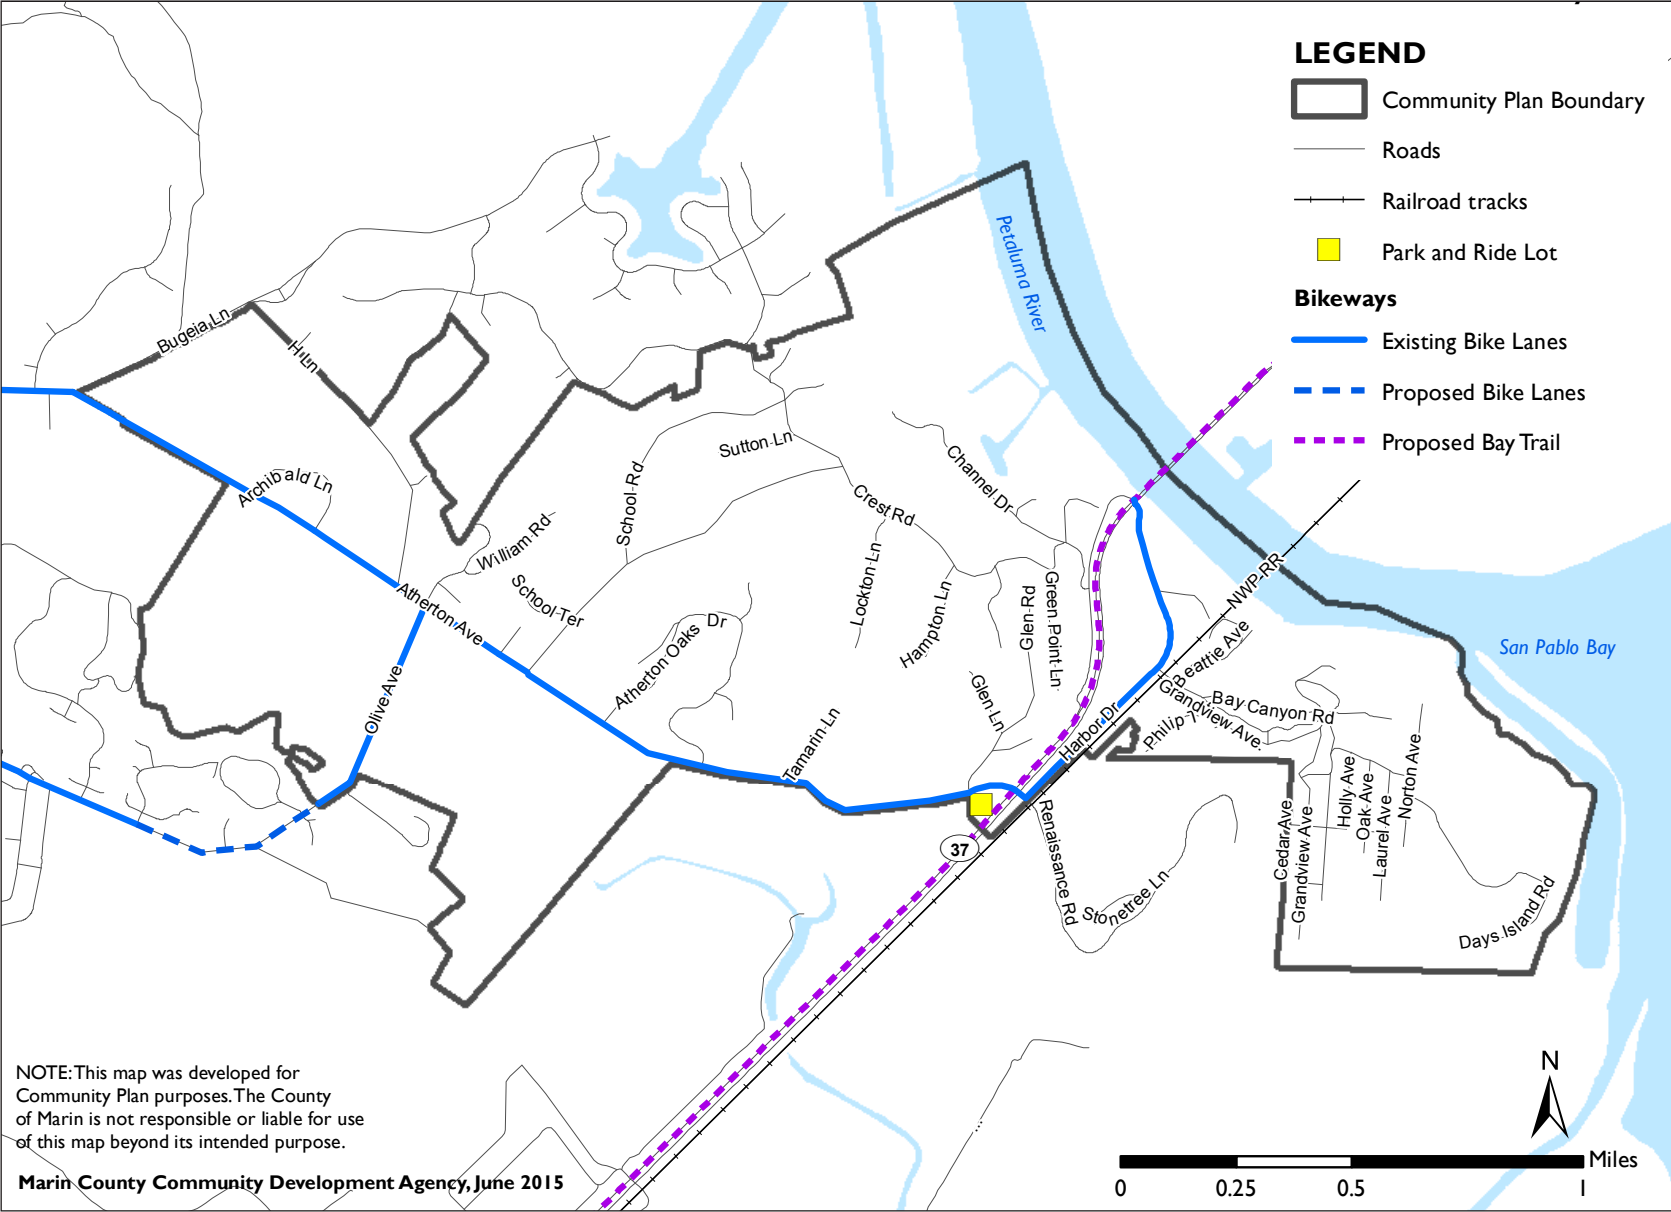 LEGEND
Community Plan Boundary
Roads
Railroad tracks
Park and Ride Lot
Bikeways
Existing Bike Lanes
Proposed Bike Lanes
Proposed Bay Trail
Petaluma River
San Pablo Bay
Bugeia Ln
H Ln
Archibald Ln
Atherton Ave
Olive Ave
William Rd
School Ter
School Rd
Sutton Ln
Crest Rd
Channel Dr
Lockton Ln
Hampton Ln
Glen Rd
Green Point Ln
Glen Ln
Atherton Oaks Dr
Tamarin Ln
Harbor Dr
NWP RR
Beattie Ave
Grandview Ave
Bay Canyon Rd
Philip T
Renaissance Rd
Stonetree Ln
Cedar Ave
Grandview Ave
Holly Ave
Oak Ave
Laurel Ave
Norton Ave
Days Island Rd
37
N
Miles
0 0.25 0.5 1
NOTE: This map was developed for
Community Plan purposes. The County
of Marin is not responsible or liable for use
of this map beyond its intended purpose.
Marin County Community Development Agency, June 2015